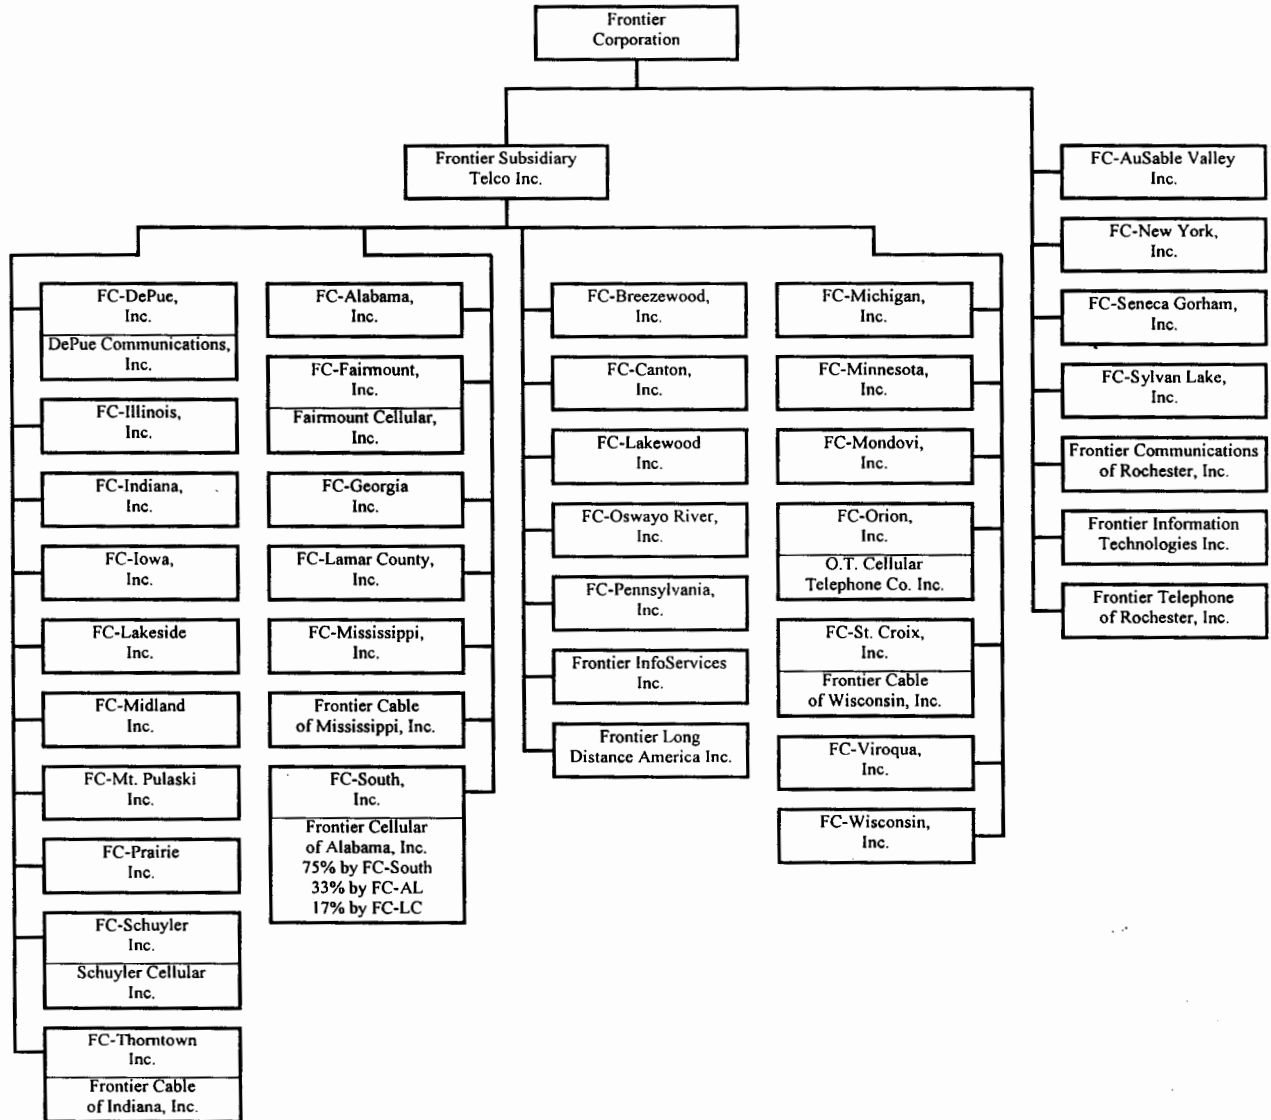 Frontier
Corporation
Frontier Subsidiary
Telco Inc.
FC-DePue,
Inc.
DePue Communications,
Inc.
FC-Illinois,
Inc.
FC-Indiana,
Inc.
FC-Iowa,
Inc.
FC-Lakeside
Inc.
FC-Midland
Inc.
FC-Mt. Pulaski
Inc.
FC-Prairie
Inc.
FC-Schuyler
Inc.
Schuyler Cellular
Inc.
FC-Thorntown
Inc.
Frontier Cable
of Indiana, Inc.
FC-Alabama,
Inc.
FC-Fairmount,
Inc.
Fairmount Cellular,
Inc.
FC-Georgia
Inc.
FC-Lamar County,
Inc.
FC-Mississippi,
Inc.
Frontier Cable
of Mississippi, Inc.
FC-South,
Inc.
Frontier Cellular
of Alabama, Inc.
75% by FC-South
33% by FC-AL
17% by FC-LC
FC-Breezewood,
Inc.
FC-Canton,
Inc.
FC-Lakewood
Inc.
FC-Oswayo River,
Inc.
FC-Pennsylvania,
Inc.
Frontier InfoServices
Inc.
Frontier Long
Distance America Inc.
FC-Michigan,
Inc.
FC-Minnesota,
Inc.
FC-Mondovi,
Inc.
FC-Orion,
Inc.
O.T. Cellular
Telephone Co. Inc.
FC-St. Croix,
Inc.
Frontier Cable
of Wisconsin, Inc.
FC-Viroqua,
Inc.
FC-Wisconsin,
Inc.
FC-AuSable Valley
Inc.
FC-New York,
Inc.
FC-Seneca Gorham,
Inc.
FC-Sylvan Lake,
Inc.
Frontier Communications
of Rochester, Inc.
Frontier Information
Technologies Inc.
Frontier Telephone
of Rochester, Inc.